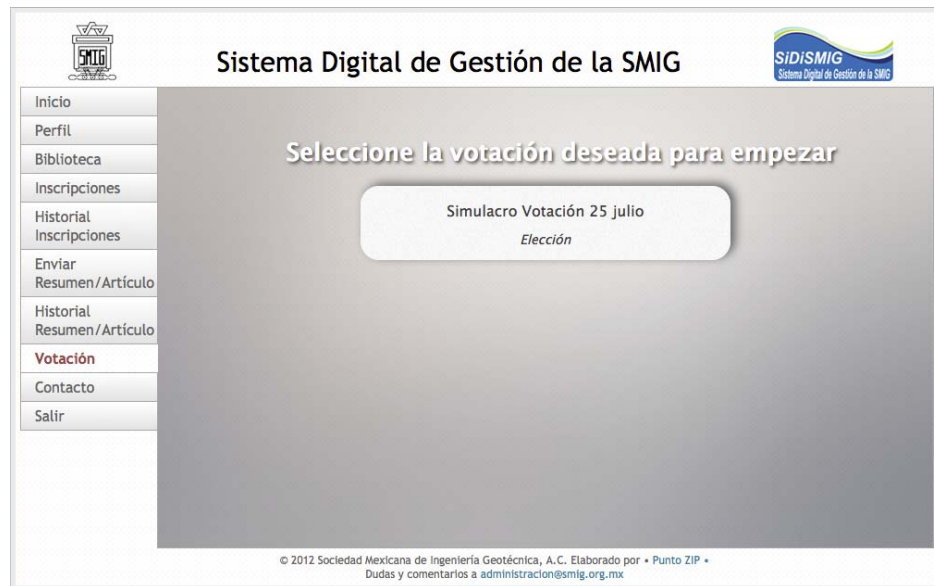 SMIG
Sistema Digital de Gestión de la SMIG
SiDiSMIG
Sistema Digital de Gestión de la SMIG
Inicio
Perfil
Biblioteca
Inscripciones
Historial
Inscripciones
Enviar
Resumen/Artículo
Historial
Resumen/Artículo
Votación
Contacto
Salir
Seleccione la votación deseada para empezar
Simulacro Votación 25 julio
Elección
© 2012 Sociedad Mexicana de Ingeniería Geotécnica, A.C. Elaborado por • Punto ZIP •
Dudas y comentarios a administracion@smig.org.mx